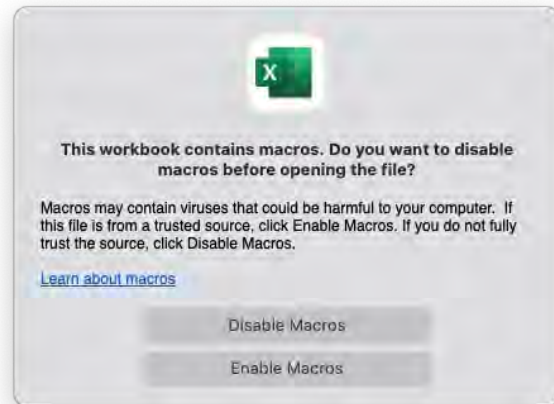 X
This workbook contains macros. Do you want to disable
macros before opening the file?
Macros may contain viruses that could be harmful to your computer. If
this file is from a trusted source, click Enable Macros. If you do not fully
trust the source, click Disable Macros.
Learn about macros
Disable Macros
Enable Macros